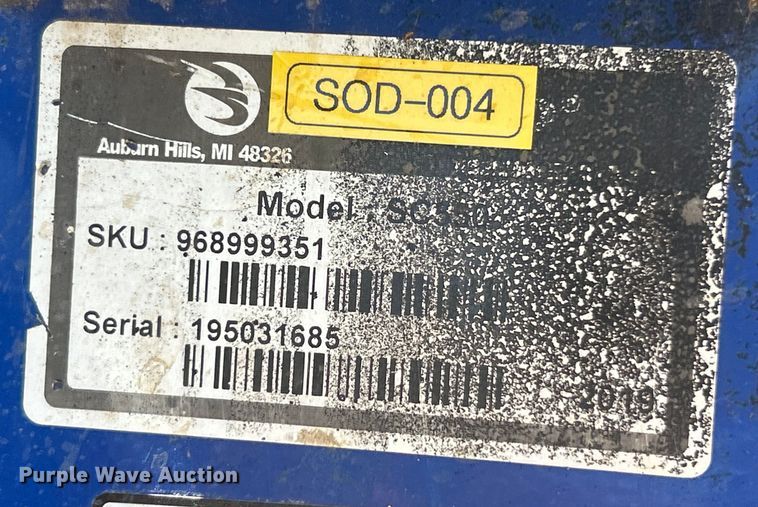 SOD-004
Auburn Hills, MI 48326
Model :
SKU : 968999351
Serial : 195031685
2019
Purple Wave Auction